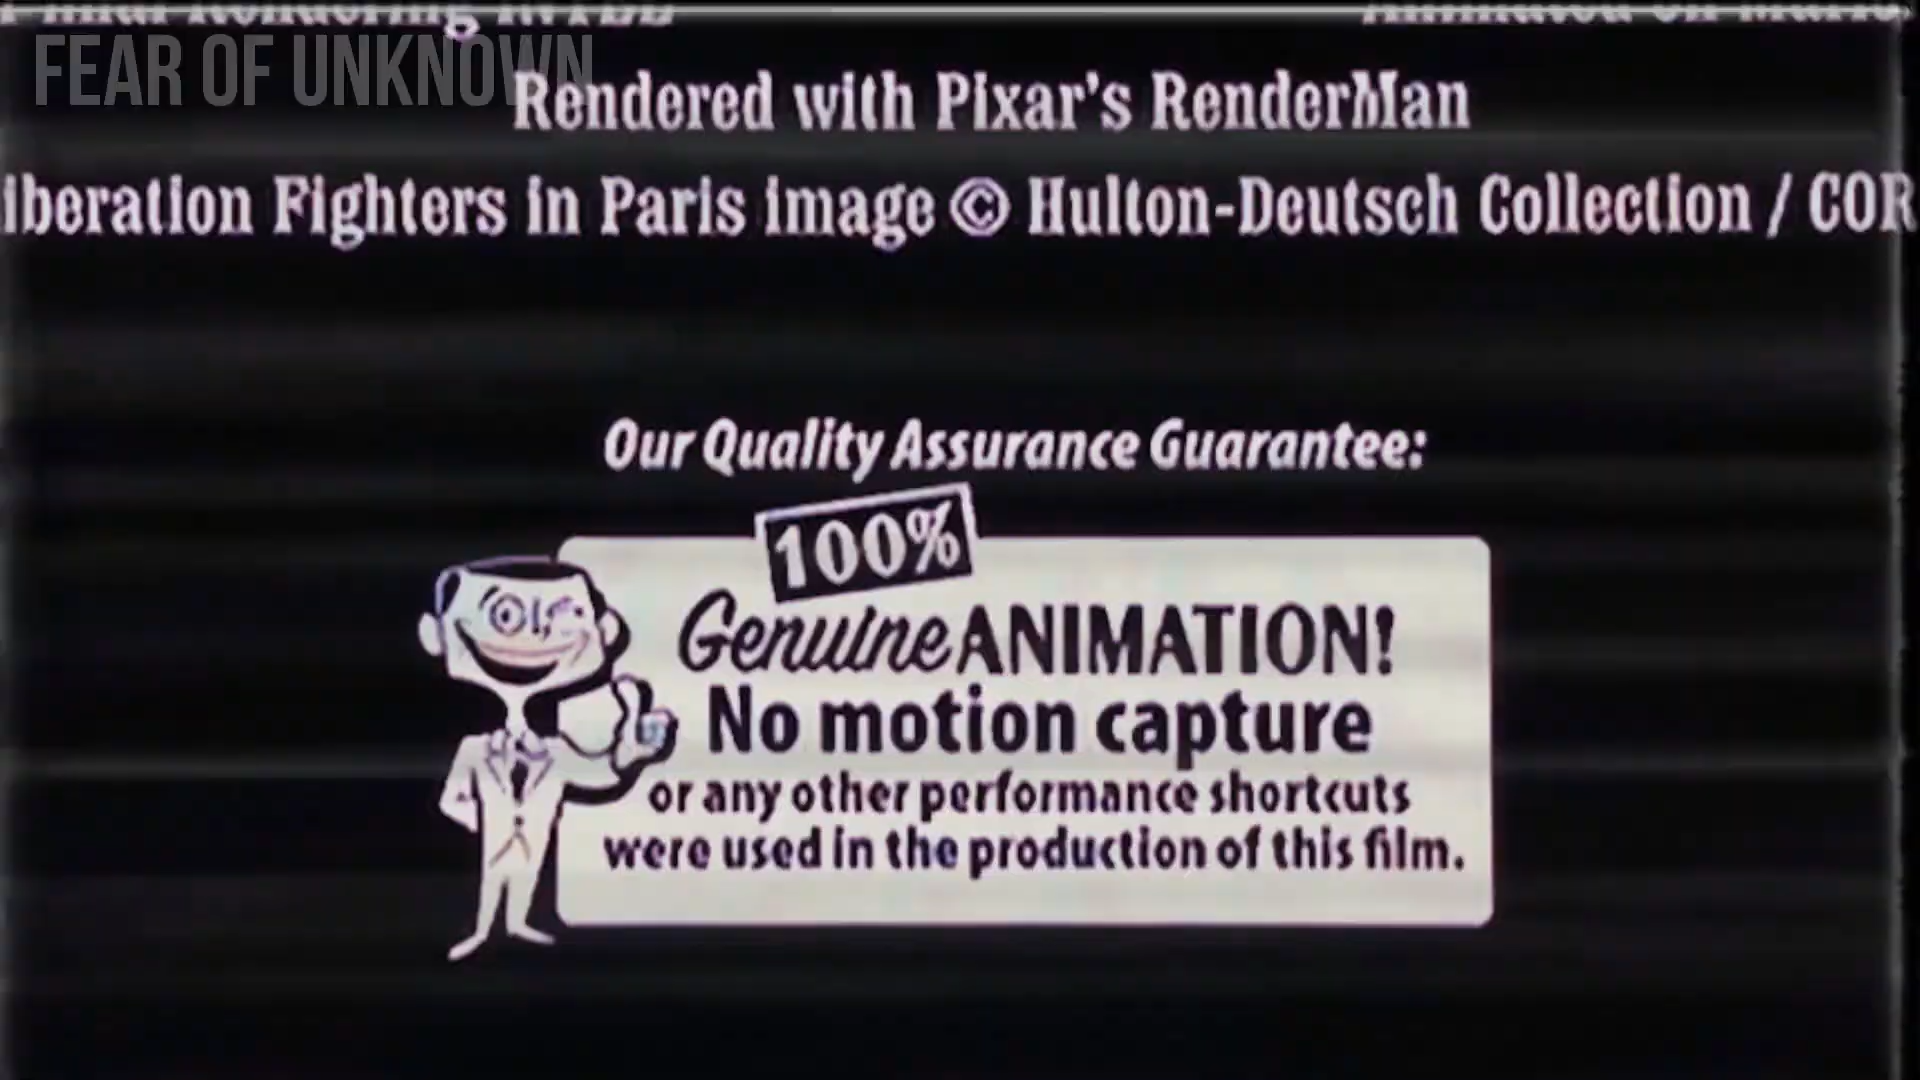 FEAR OF UNKNOWN
Rendered with Pixar's RenderMan
iberation Fighters in Paris image © Hulton-Deutsch Collection / COR
Our Quality Assurance Guarantee:
100%
Genuine ANIMATION!
No motion capture
or any other performance shortcuts
were used in the production of this film.